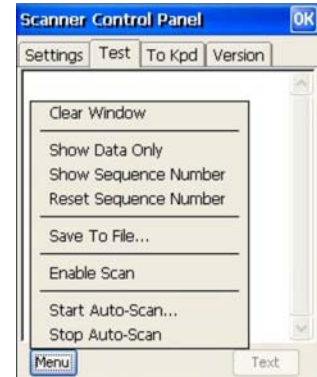 Scanner Control Panel OK
Settings Test To Kpd Version
Clear Window
Show Data Only
Show Sequence Number
Reset Sequence Number
Save To File...
Enable Scan
Start Auto-Scan...
Stop Auto-Scan
Menu Text